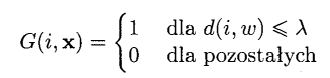 G(i, x) = { 1 dla d(i, w) ⩽ λ
0 dla pozostałych